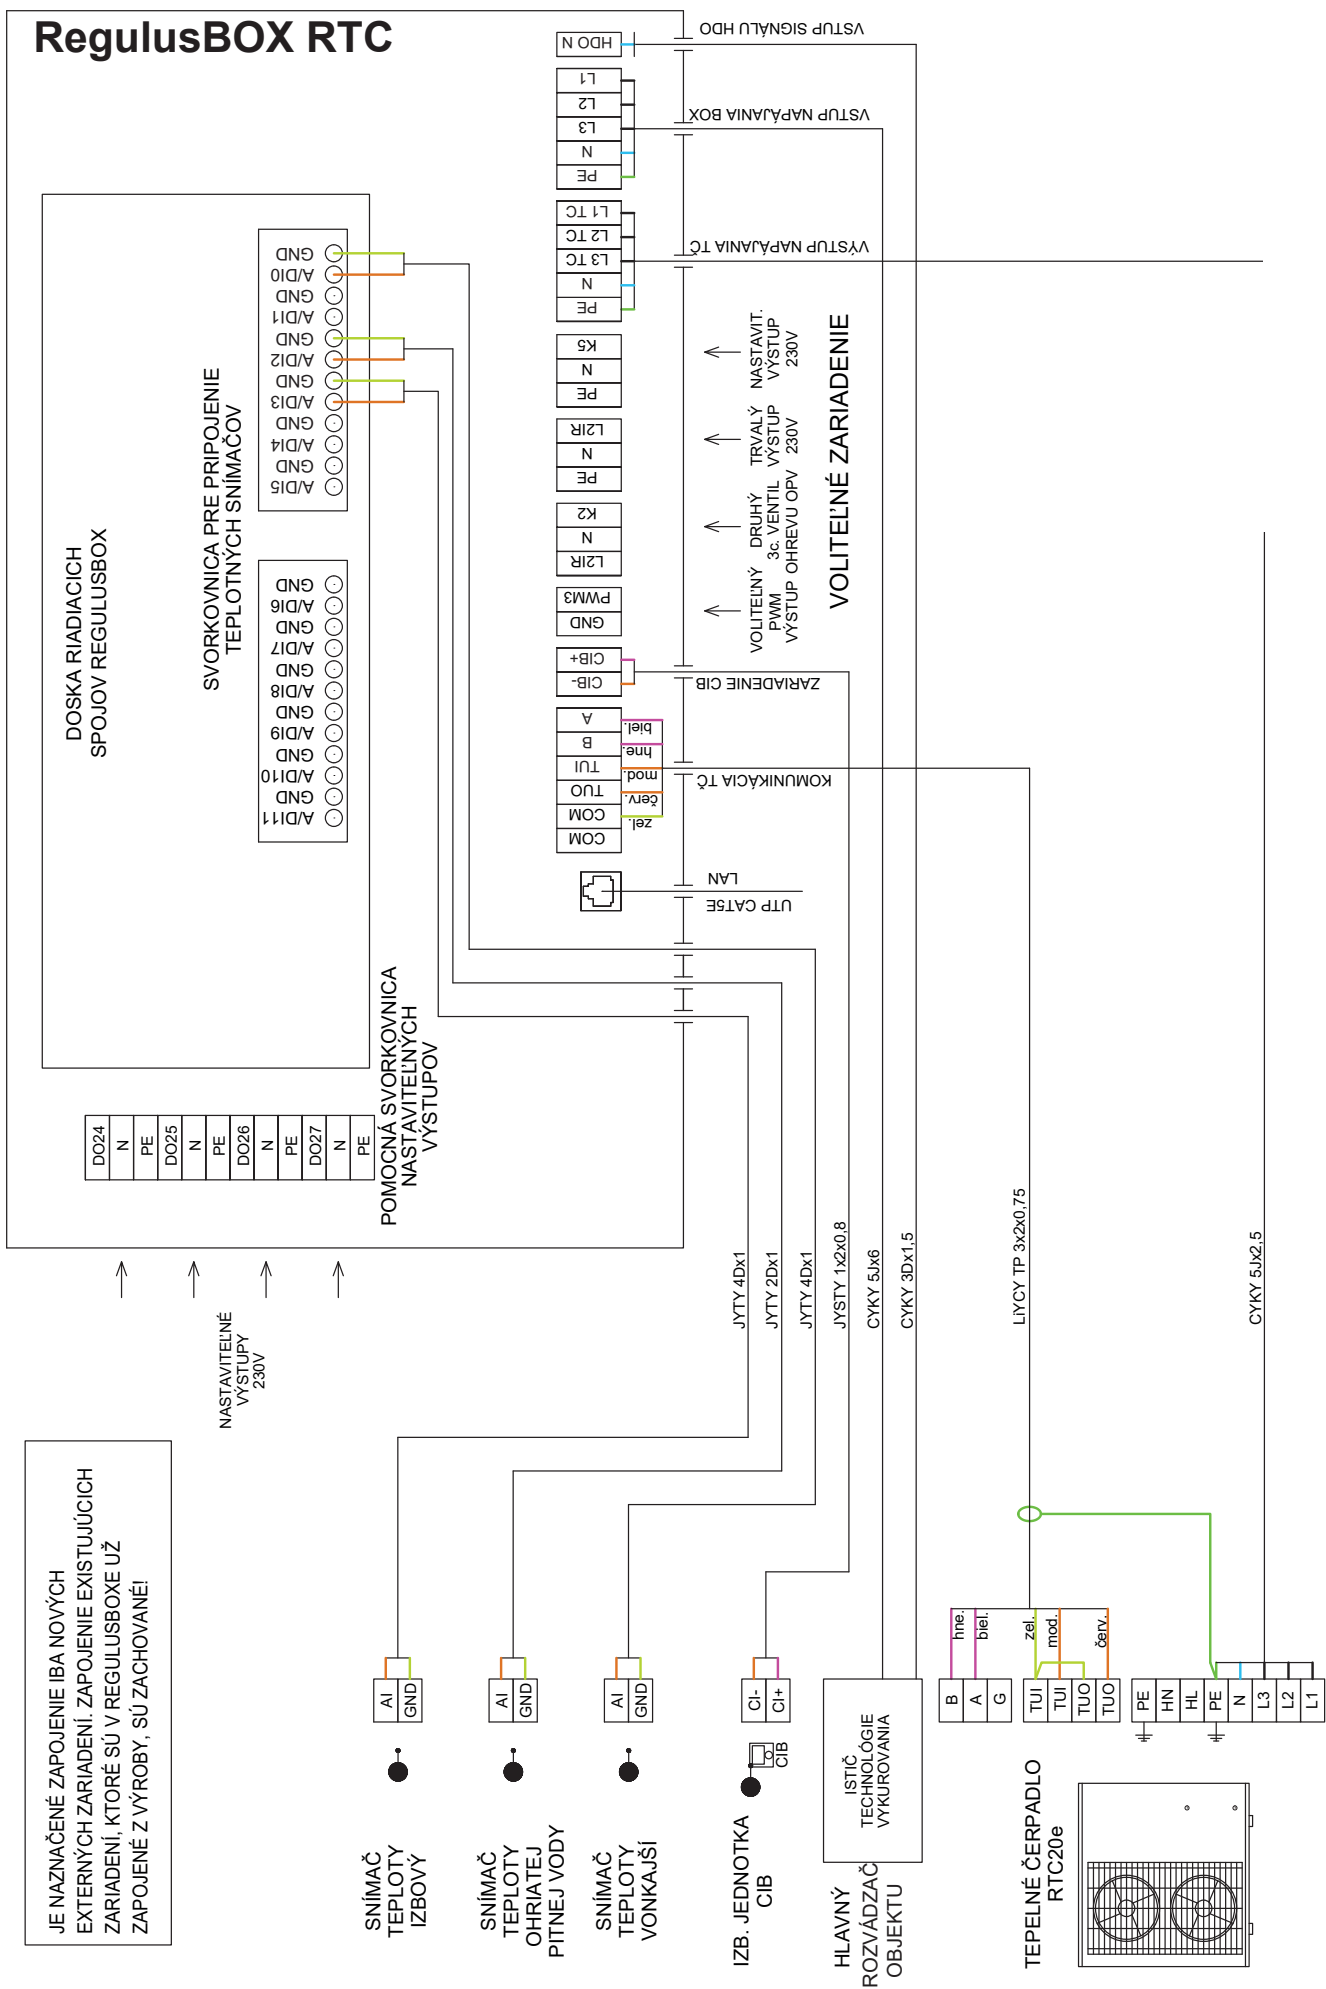 RegulusBOX RTC
DOSKA RIADIACICH
SPOJOV REGULUSBOX
SVORKOVNICA PRE PRIPOJENIE
TEPLOTNÝCH SNÍMAČOV
GND
A/DI0
GND
A/DI1
GND
A/DI2
GND
A/DI3
GND
A/DI4
GND
A/DI5
GND
A/DI6
GND
A/DI7
GND
A/DI8
GND
A/DI9
GND
A/DI10
GND
A/DI11
HDO N
L1
L2
L3
N
PE
L1 TC
L2 TC
L3 TC
N
PE
K5
N
PE
L2IR
N
PE
K2
N
L2IR
PWM3
GND
CIB+
CIB-
A
B
TUI
TUO
COM
COM
biel.
hne.
mod.
červ.
zel.
VSTUP SIGNÁLU HDO
VSTUP NAPÁJANIA BOX
VÝSTUP NAPÁJANIA TČ
NASTAVIT.
VÝSTUP
230V
TRVALÝ
VÝSTUP
230V
DRUHÝ
3c. VENTIL
OHREVU OPV
VOLITEĽNÝ
PWM
VÝSTUP
VOLITEĽNÉ ZARIADENIE
ZARIADENIE CIB
KOMUNIKÁCIA TČ
LAN
UTP CAT5E
DO24
N
PE
DO25
N
PE
DO26
N
PE
DO27
N
PE
POMOCNÁ SVORKOVNICA
NASTAVITEĽNÝCH
VÝSTUPOV
NASTAVITEĽNÉ
VÝSTUPY
230V
JYTY 4Dx1
JYTY 2Dx1
JYTY 4Dx1
JYSTY 1x2x0,8
CYKY 5Jx6
CYKY 3Dx1,5
LiYCY TP 3x2x0,75
CYKY 5Jx2,5
JE NAZNAČENÉ ZAPOJENIE IBA NOVÝCH
EXTERNÝCH ZARIADENÍ. ZAPOJENIE EXISTUJÚCICH
ZARIADENÍ, KTORÉ SÚ V REGULUSBOXE UŽ
ZAPOJENÉ Z VÝROBY, SÚ ZACHOVANÉ!
AI
GND
SNÍMAČ
TEPLOTY
IZBOVÝ
AI
GND
SNÍMAČ
TEPLOTY
OHRIATEJ
PITNEJ VODY
AI
GND
SNÍMAČ
TEPLOTY
VONKAJŠÍ
CI-
CI+
CIB
IZB. JEDNOTKA
CIB
ISTIČ
TECHNOLÓGIE
VYKUROVANIA
HLAVNÝ
ROZVÁDZAČ
OBJEKTU
hne.
biel.
zel.
mod.
červ.
B
A
G
TUI
TUI
TUO
TUO
PE
HN
HL
PE
N
L3
L2
L1
TEPELNÉ ČERPADLO
RTC20e